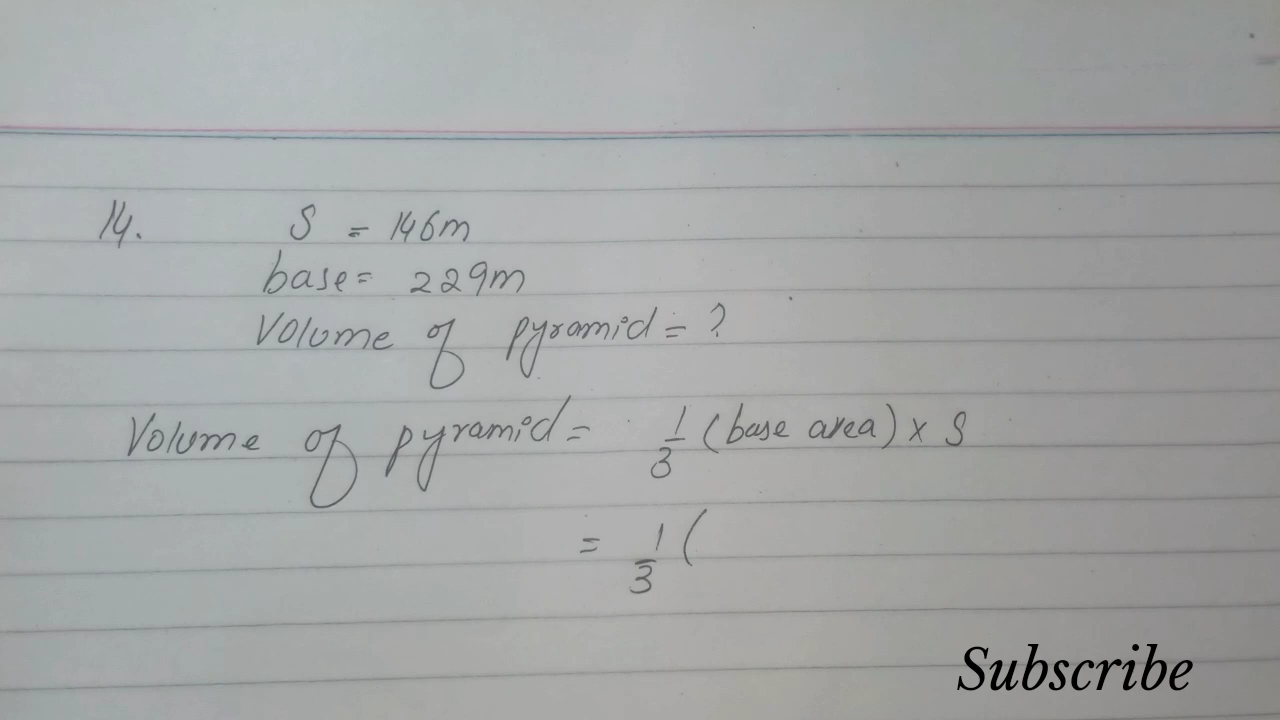 14. S = 146m
base = 229m
Volume of pyramid = ?
Volume of pyramid = 1/3 (base area) x S
= 1/3 (
Subscribe